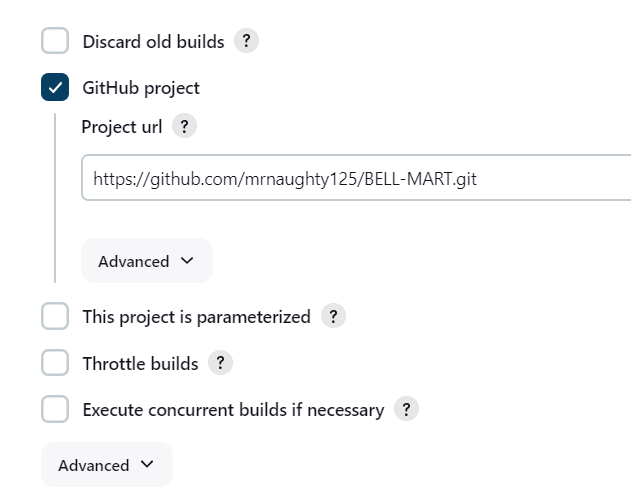 Discard old builds ?
GitHub project
Project url ?
https://github.com/mrnaughty125/BELL-MART.git
Advanced
This project is parameterized ?
Throttle builds ?
Execute concurrent builds if necessary ?
Advanced